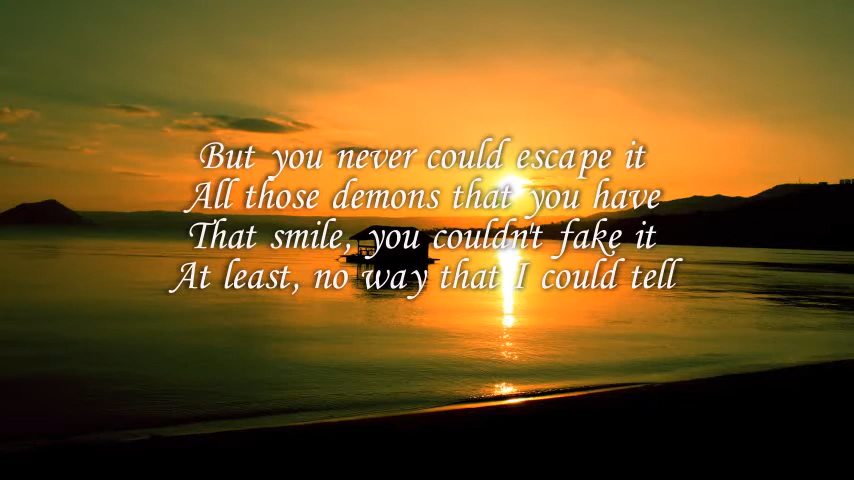 But you never could escape it
All those demons that you have
That smile, you couldn't fake it
At least, no way that I could tell